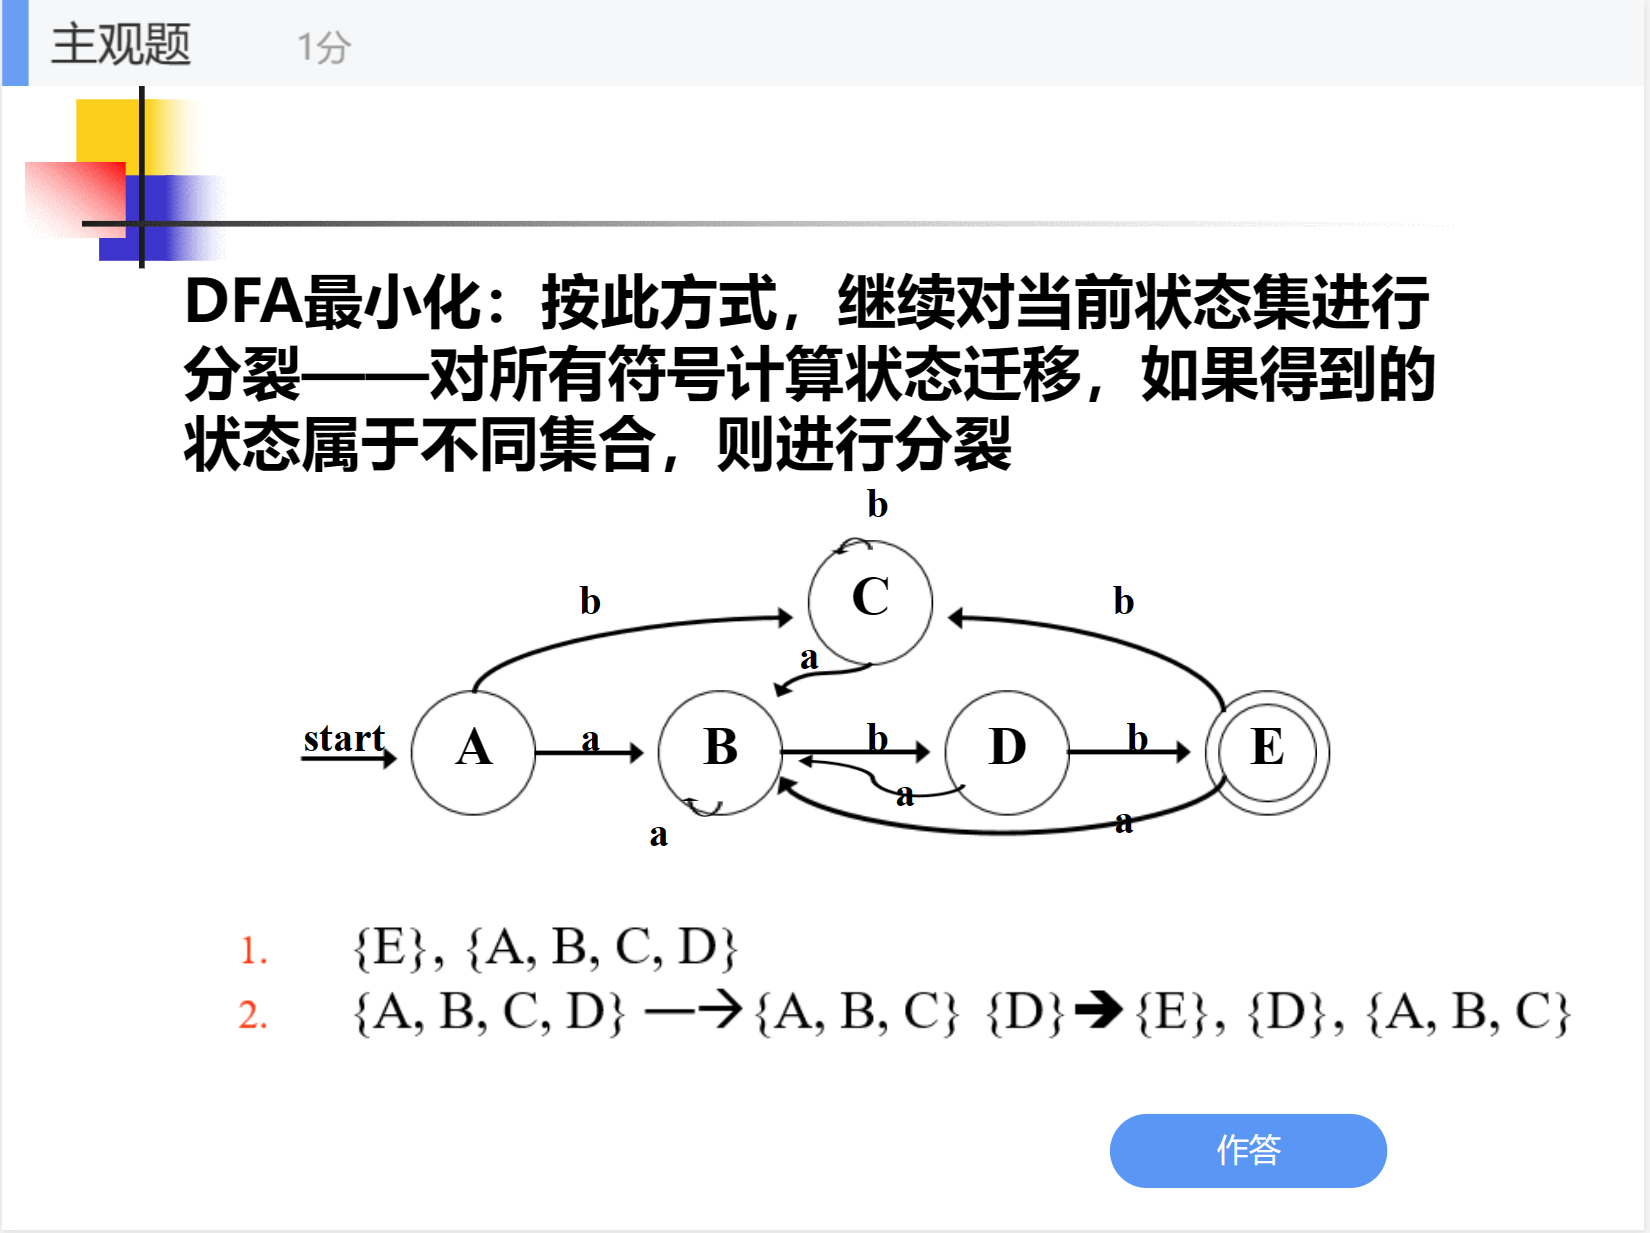 主观题 1分
DFA最小化：按此方式，继续对当前状态集进行
分裂——对所有符号计算状态迁移，如果得到的
状态属于不同集合，则进行分裂
b
C
b
b
a
start
A
a
B
b
D
b
E
a
a
a
1. {E}, {A, B, C, D}
2. {A, B, C, D} —→ {A, B, C} {D} ➔ {E}, {D}, {A, B, C}
作答